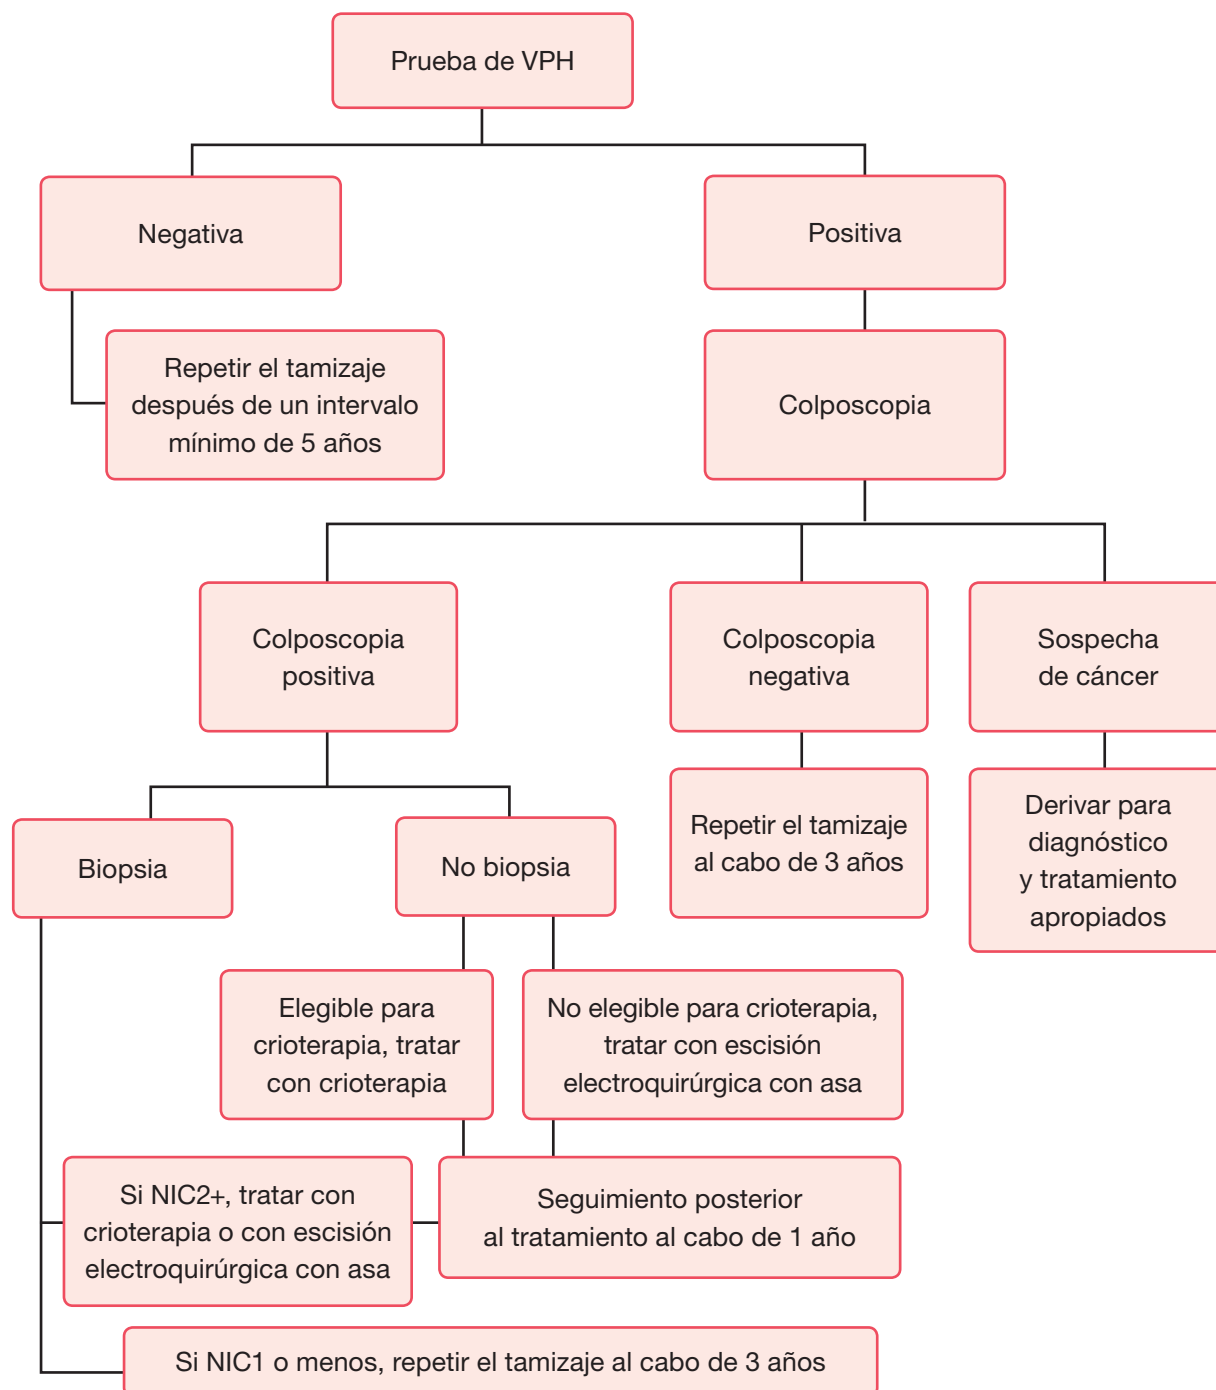 Prueba de VPH
Negativa
Positiva
Repetir el tamizaje
después de un intervalo
mínimo de 5 años
Colposcopia
Colposcopia
positiva
Colposcopia
negativa
Sospecha
de cáncer
Biopsia
No biopsia
Repetir el tamizaje
al cabo de 3 años
Derivar para
diagnóstico
y tratamiento
apropiados
Elegible para
crioterapia, tratar
con crioterapia
No elegible para crioterapia,
tratar con escisión
electroquirúrgica con asa
Si NIC2+, tratar con
crioterapia o con escisión
electroquirúrgica con asa
Seguimiento posterior
al tratamiento al cabo de 1 año
Si NIC1 o menos, repetir el tamizaje al cabo de 3 años